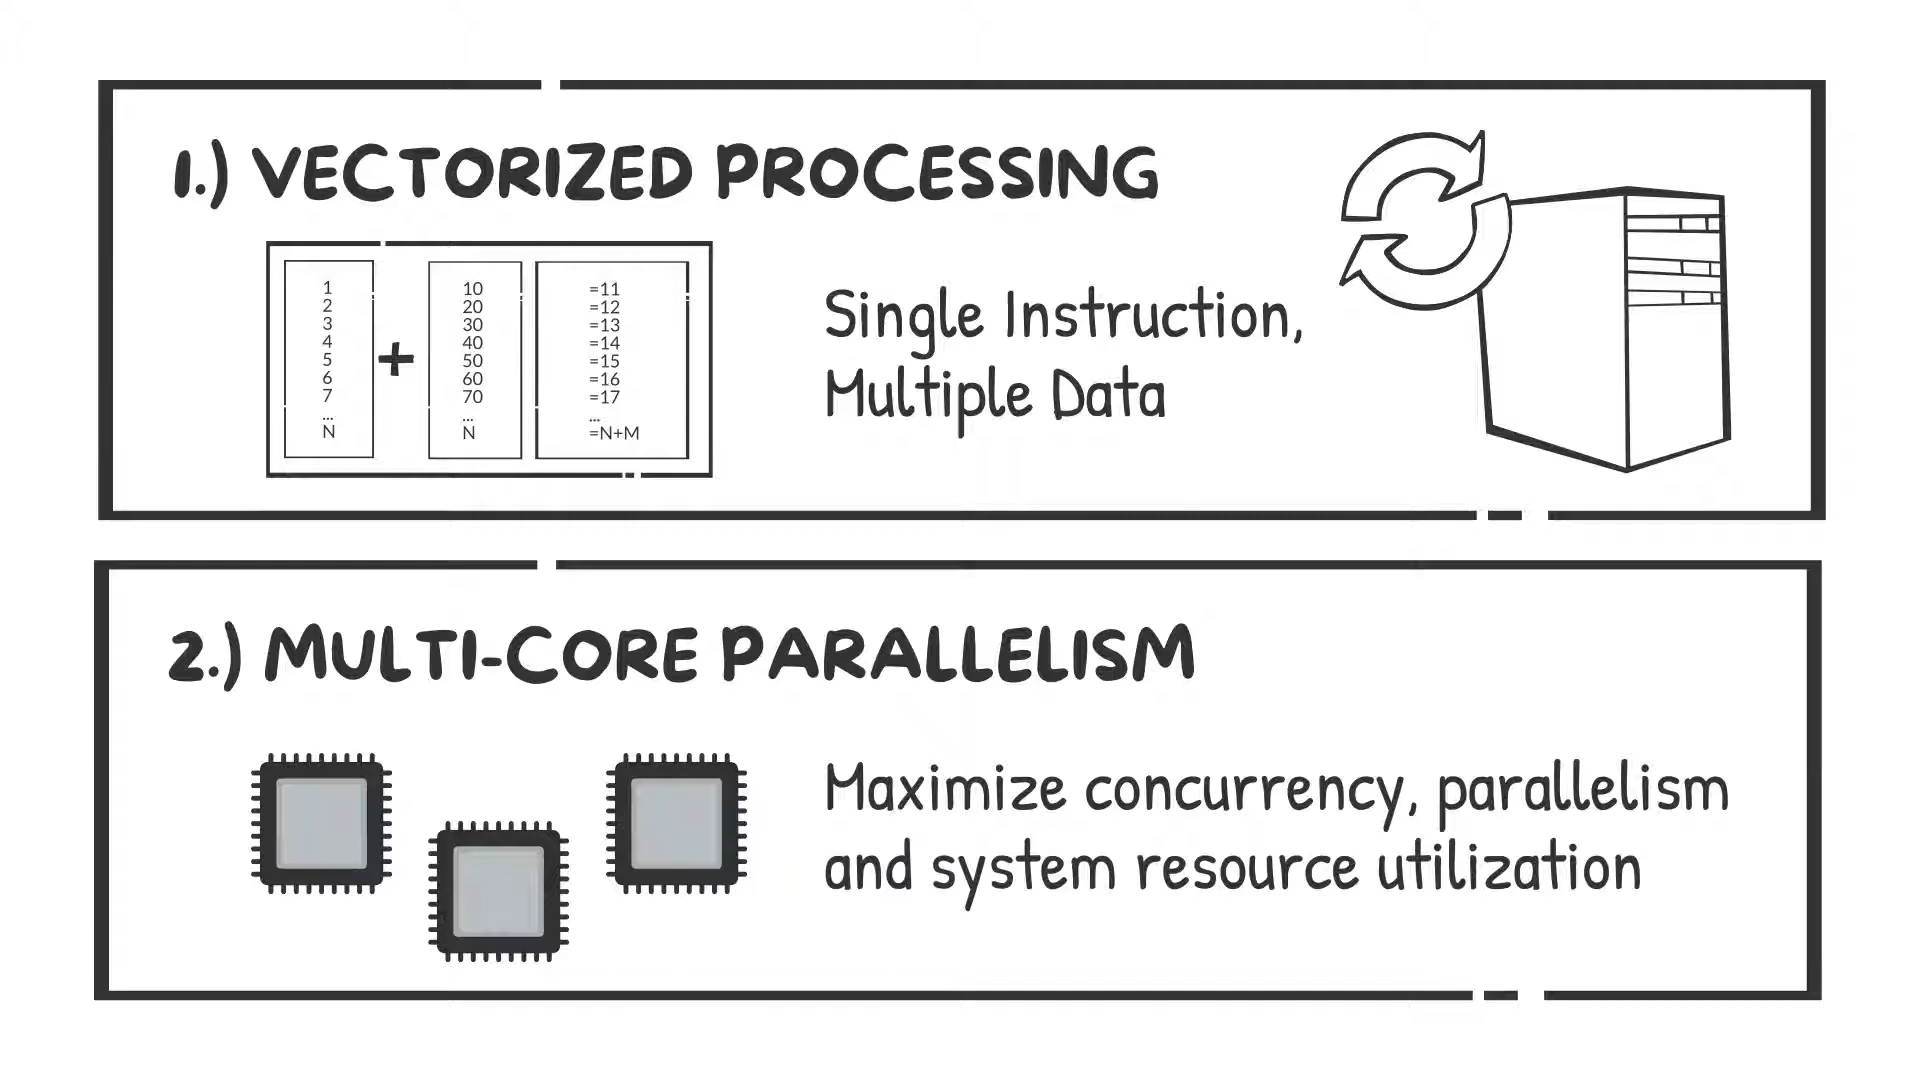 1.) VECTORIZED PROCESSING
1
2
3
4
5
6
7
...
N
+
10
20
30
40
50
60
70
...
N
=11
=12
=13
=14
=15
=16
=17
...
=N+M
Single Instruction,
Multiple Data
2.) MULTI-CORE PARALLELISM
Maximize concurrency, parallelism
and system resource utilization